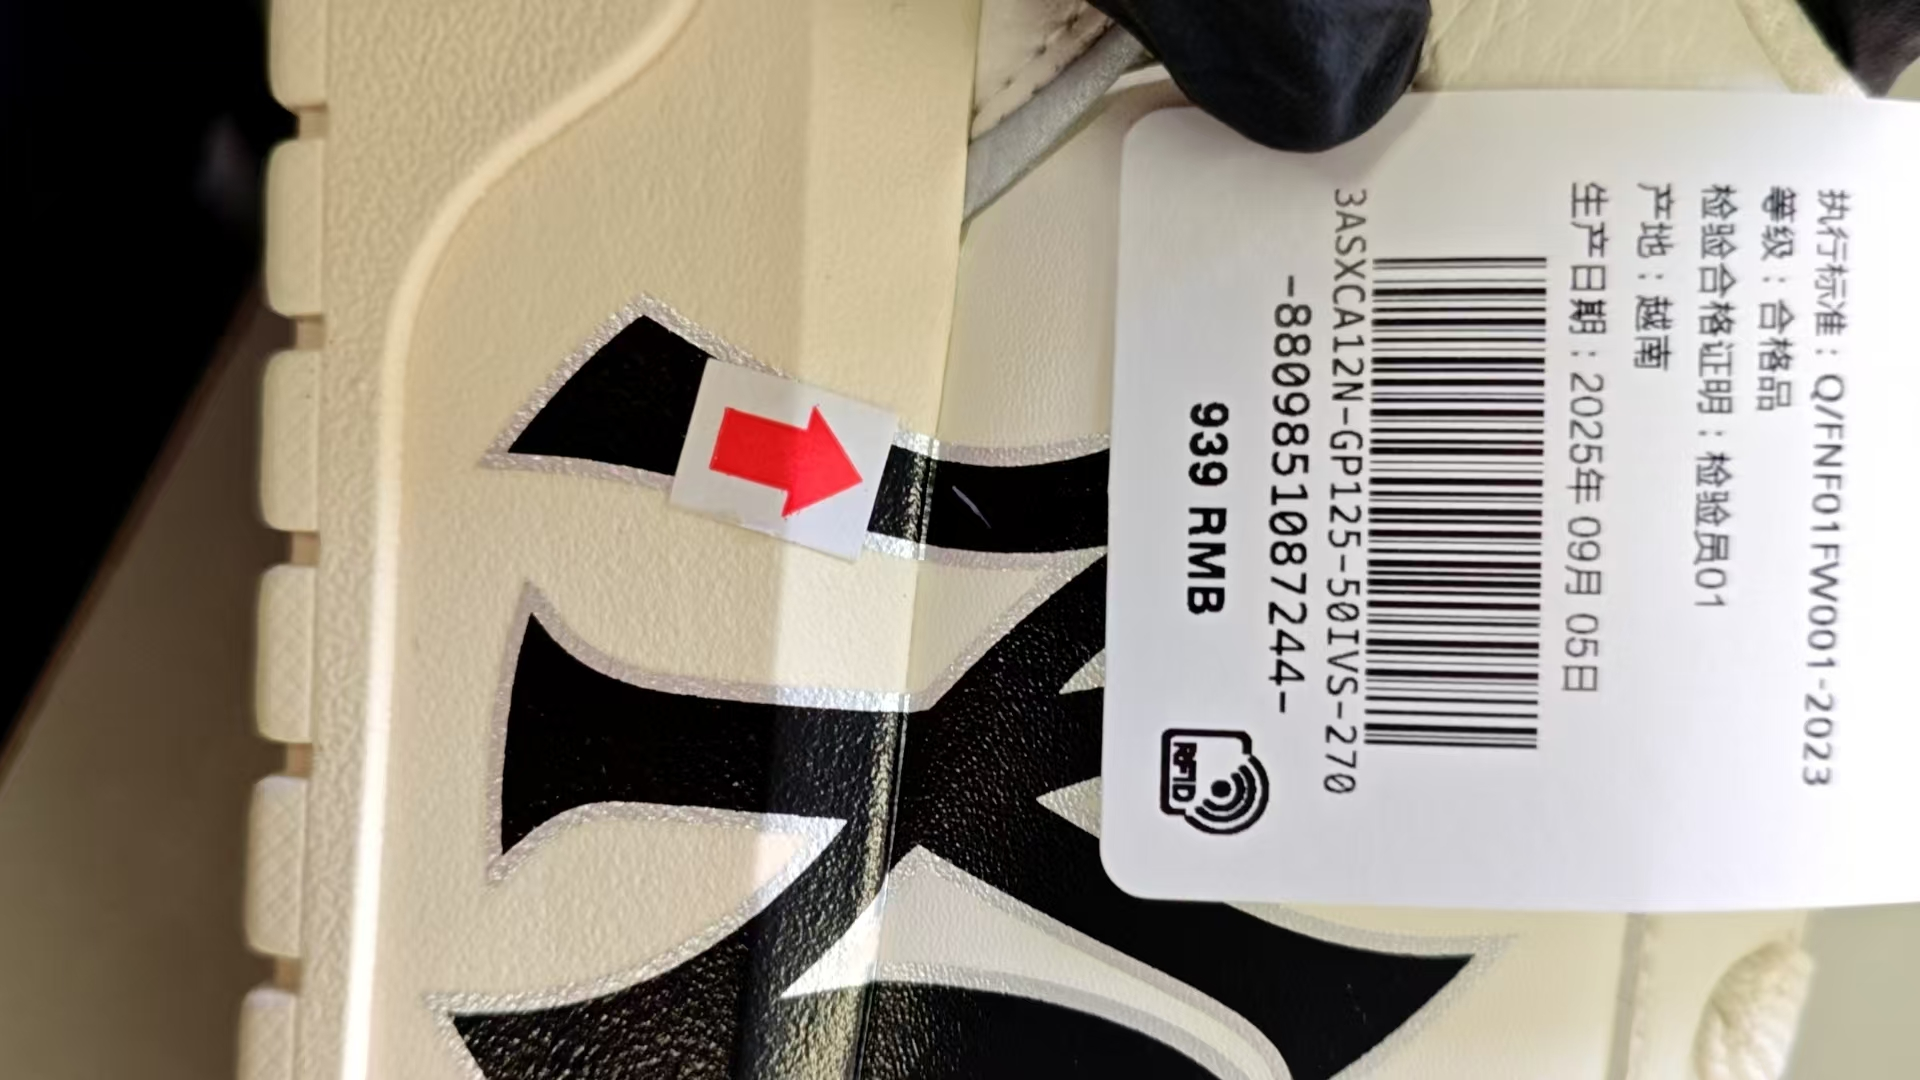 执行标准：Q/FNF01FW001-2023
等级：合格品
检验合格证明：检验员01
产地：越南
生产日期：2025年 09月 05日
3ASXCA12N-GP125-50IVS-270
-8809851087244-
939 RMB
RFID